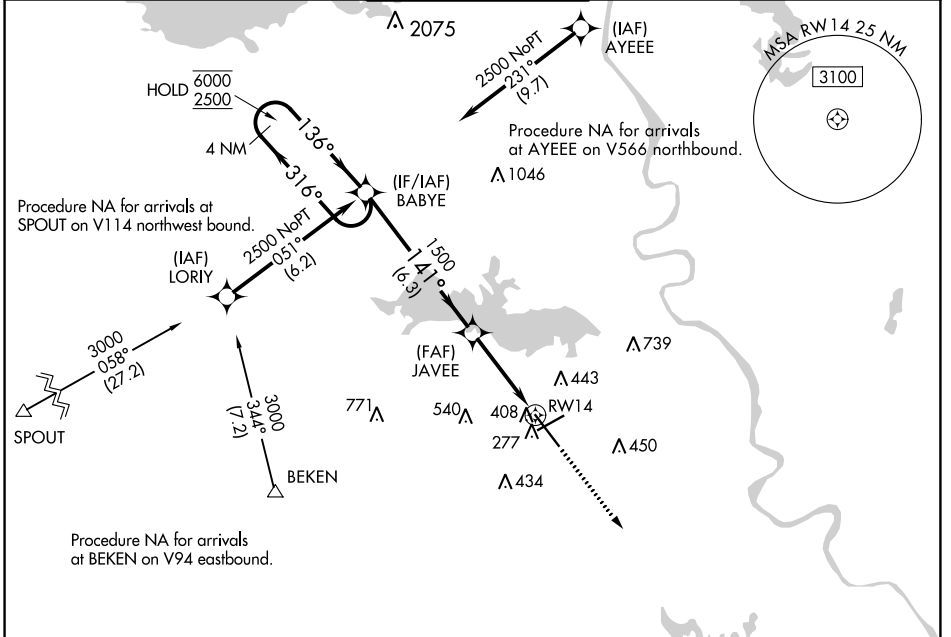 2075
(IAF)
AYEEE
2500 NoPT
231°
(9.7)
MSA RW14 25 NM
3100
HOLD
6000
2500
4 NM
136°
316°
Procedure NA for arrivals
at AYEEE on V566 northbound.
1046
(IF/IAF)
BABYE
Procedure NA for arrivals at
SPOUT on V114 northwest bound.
(IAF)
LORIY
2500 NoPT
051°
(6.2)
1500
141°
(6.3)
3000
058°
(27.2)
SPOUT
(FAF)
JAVEE
739
443
3000
344°
(7.2)
771
540
408
RW14
277
450
BEKEN
434
Procedure NA for arrivals
at BEKEN on V94 eastbound.